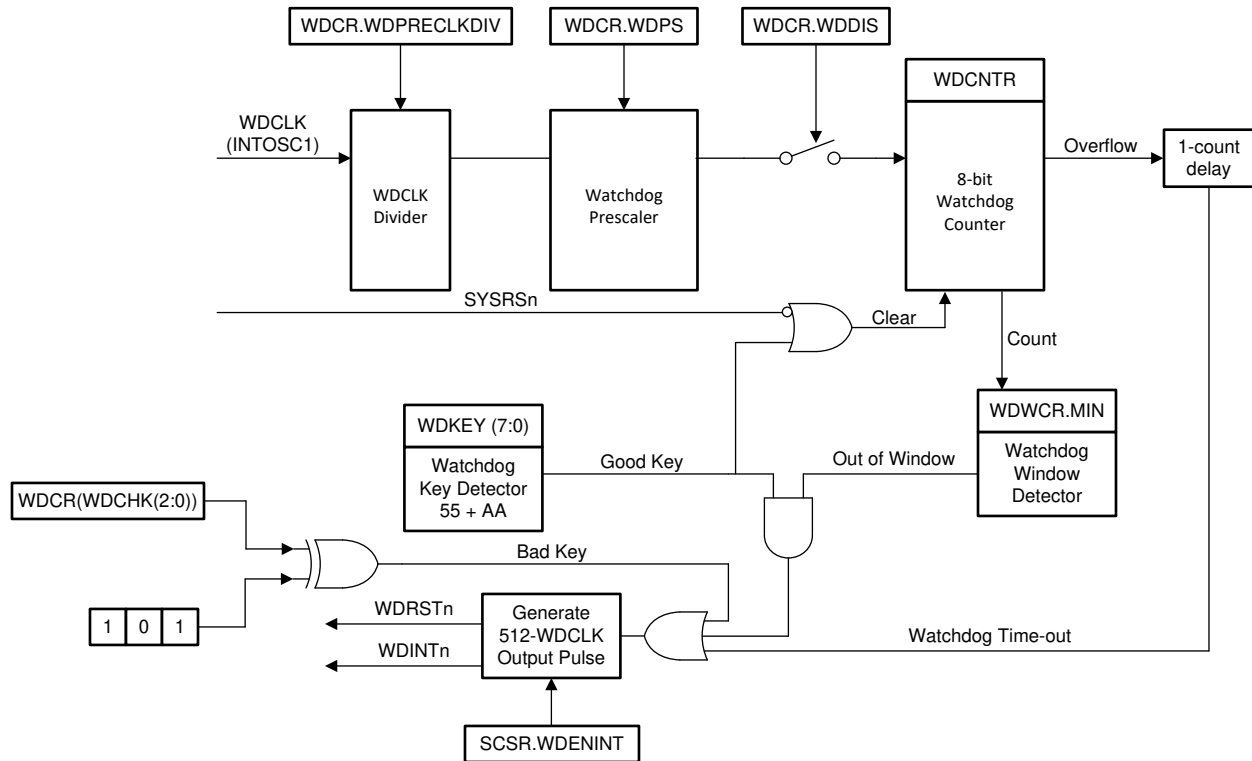 WDCR.WDPRECLKDIV
WDCR.WDPS
WDCR.WDDIS
WDCNTR
WDCLK
(INTOSC1)
WDCLK
Divider
Watchdog
Prescaler
8-bit
Watchdog
Counter
Overflow
1-count
delay
SYSRSn
Clear
Count
WDKEY (7:0)
Watchdog
Key Detector
55 + AA
Good Key
Out of Window
WDWCR.MIN
Watchdog
Window
Detector
WDCR(WDCHK(2:0))
Bad Key
1 0 1
WDRSTn
WDINTn
Generate
512-WDCLK
Output Pulse
Watchdog Time-out
SCSR.WDENINT